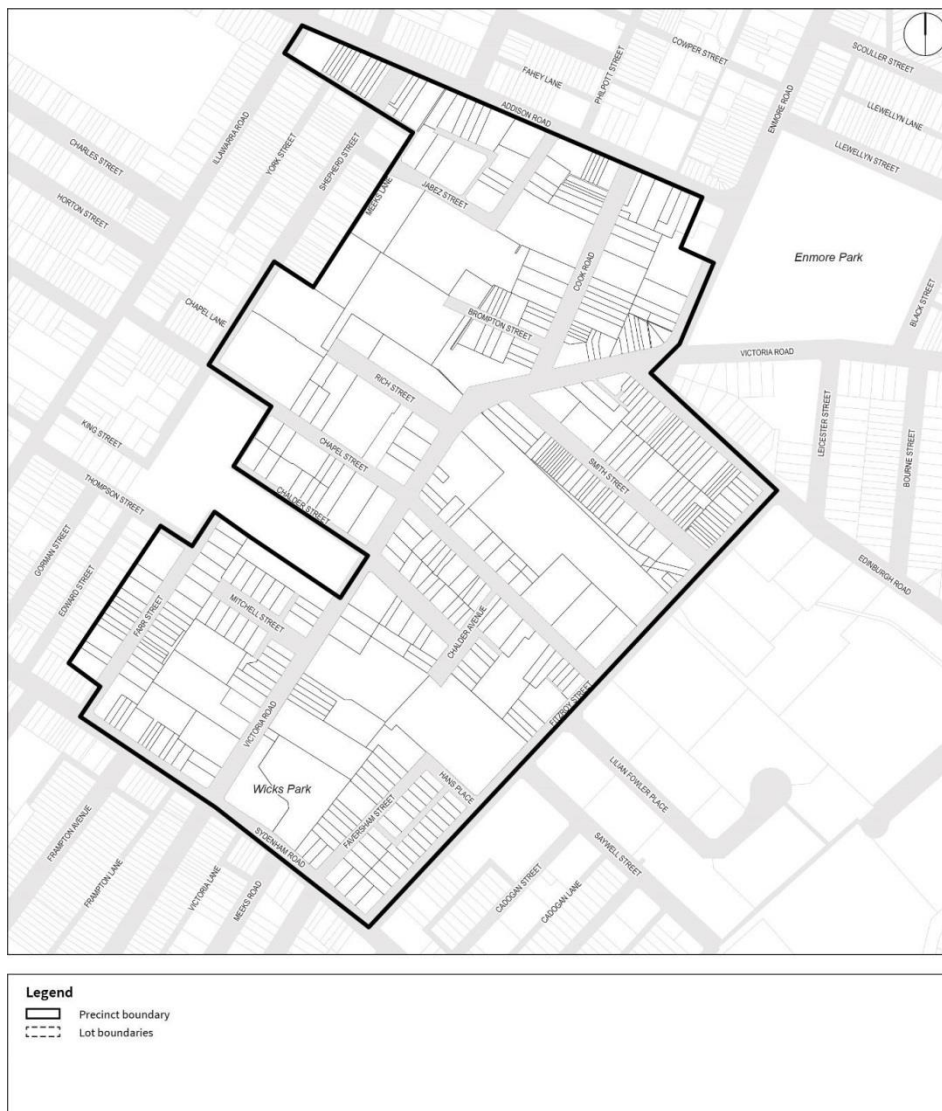 SCOULLER STREET
COWPER STREET
PHILPOTT STREET
FAHEY LANE
ENMORE ROAD
LLEWELLYN LANE
ADDISON ROAD
LLEWELLYN STREET
ILLAWARRA ROAD
YORK STREET
SHEPHERD STREET
CHARLES STREET
MEEKS LANE
JABEZ STREET
HORTON STREET
Enmore Park
COOK ROAD
BLACK STREET
CHAPEL LANE
BROMPTON STREET
VICTORIA ROAD
RICH STREET
LEICESTER STREET
BOURNE STREET
KING STREET
CHAPEL STREET
SMITH STREET
THOMPSON STREET
CHALDER STREET
GORMAN STREET
EDWARD STREET
EDINBURGH ROAD
FARR STREET
MITCHELL STREET
CHALDER AVENUE
VICTORIA ROAD
FITZROY STREET
HANS PLACE
LILIAN FOWLER PLACE
Wicks Park
FAVERSHAM STREET
SYDENHAM ROAD
FRAMPTON AVENUE
FRAMPTON LANE
VICTORIA LANE
MEEKS ROAD
SAYWELL STREET
CADOGAN STREET
CADOGAN LANE
Legend
Precinct boundary
Lot boundaries